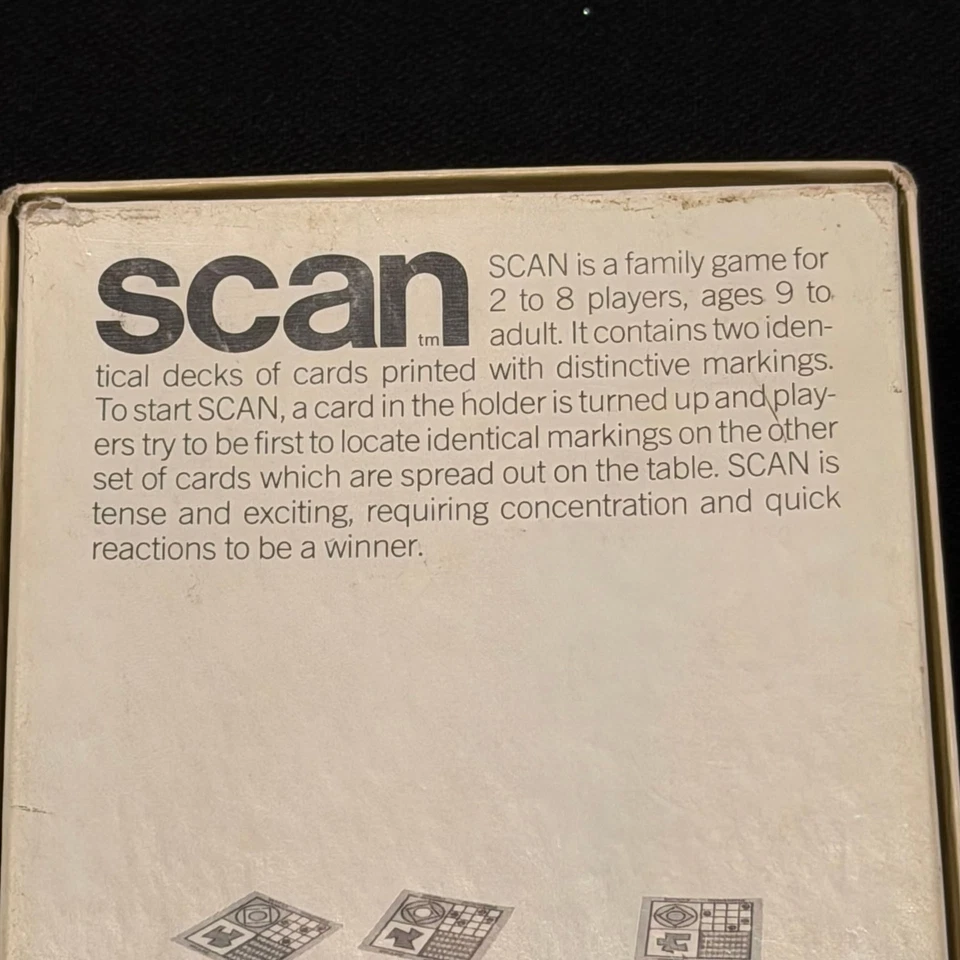 scan
tm
SCAN is a family game for
2 to 8 players, ages 9 to
adult. It contains two iden-
tical decks of cards printed with distinctive markings.
To start SCAN, a card in the holder is turned up and play-
ers try to be first to locate identical markings on the other
set of cards which are spread out on the table. SCAN is
tense and exciting, requiring concentration and quick
reactions to be a winner.